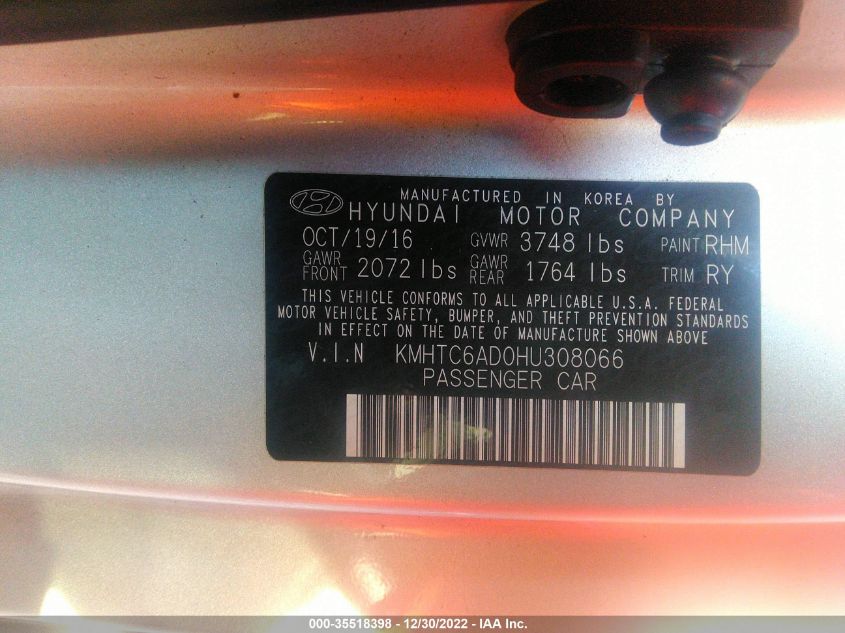 MANUFACTURED IN KOREA BY
HYUNDAI MOTOR COMPANY
OCT/19/16 GVWR 3748 lbs PAINT RHM
GAWR FRONT 2072 lbs GAWR REAR 1764 lbs TRIM RY
THIS VEHICLE CONFORMS TO ALL APPLICABLE U.S.A. FEDERAL
MOTOR VEHICLE SAFETY, BUMPER, AND THEFT PREVENTION STANDARDS
IN EFFECT ON THE DATE OF MANUFACTURE SHOWN ABOVE
V.I.N KMHTC6AD0HU308066
PASSENGER CAR
000-35518398 - 12/30/2022 - IAA Inc.